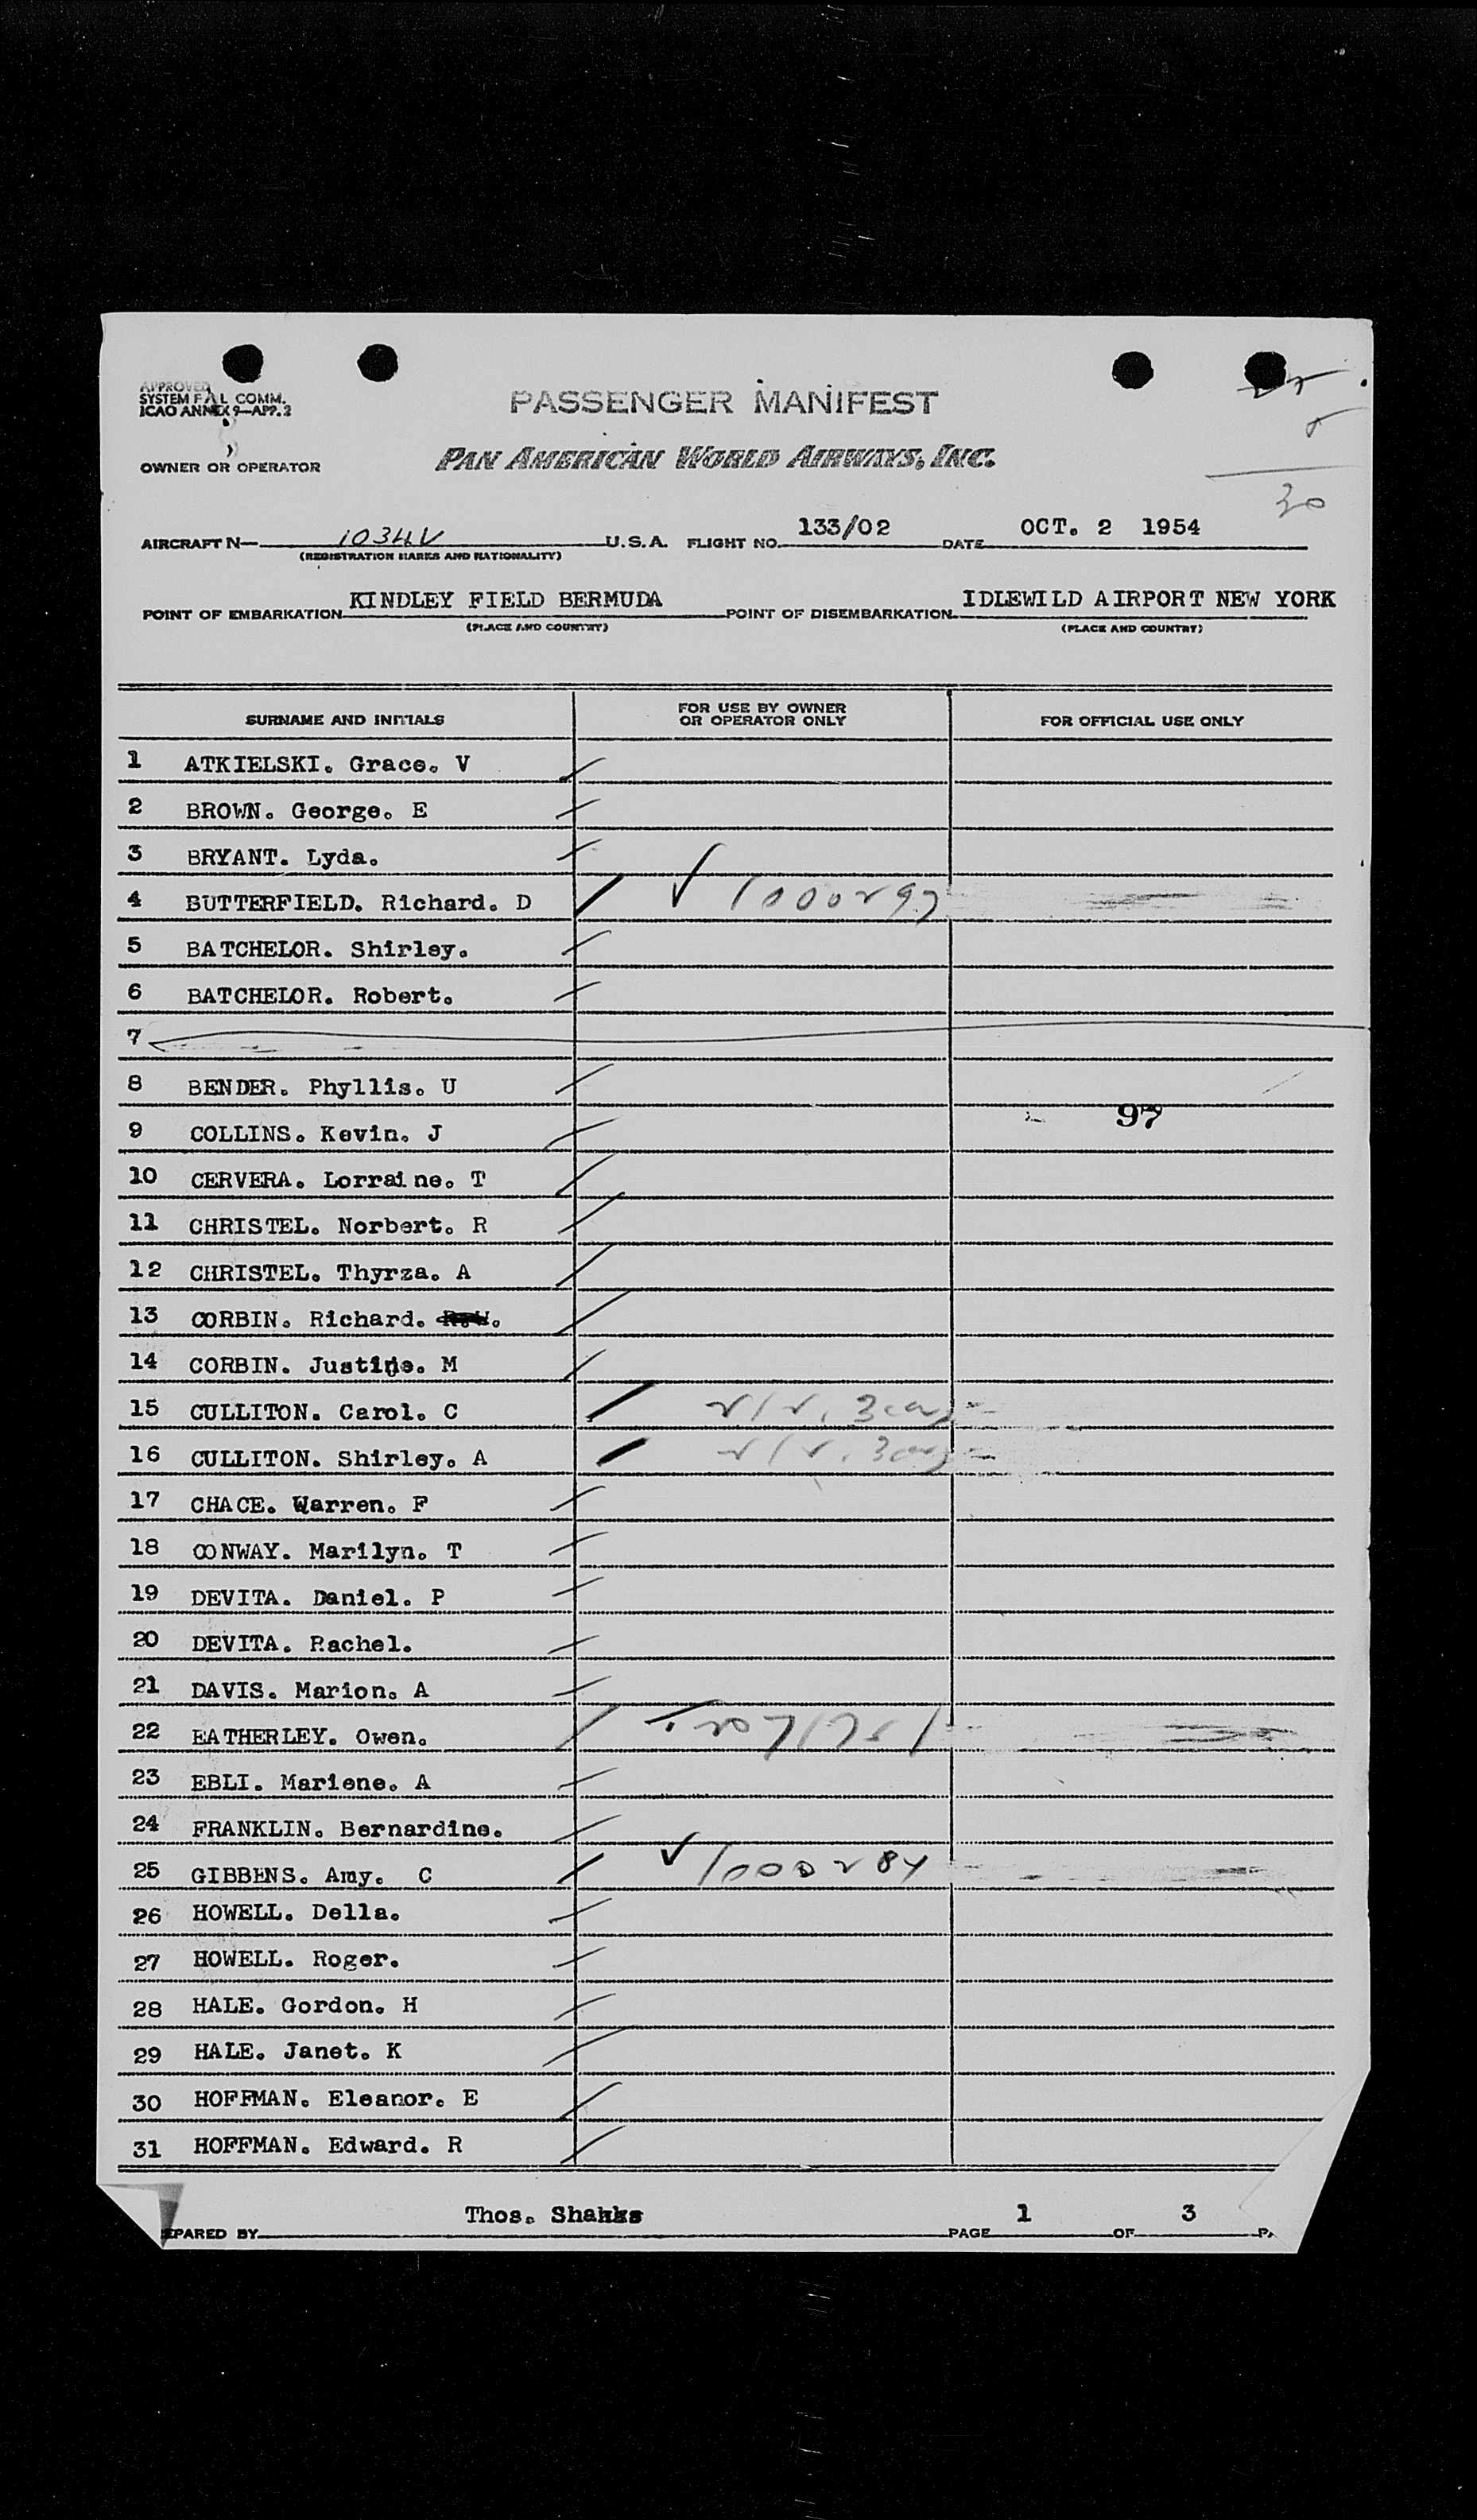 APPROVED
SYSTEM FAL COMM.
ICAO ANNEX 9—APP. 2
PASSENGER MANIFEST
OWNER OR OPERATOR
PAN AMERICAN WORLD AIRWAYS, INC.
30
AIRCRAFT N— 1034V U.S.A. FLIGHT NO. 133/02 DATE OCT. 2 1954
(REGISTRATION MARKS AND NATIONALITY)
POINT OF EMBARKATION KINDLEY FIELD BERMUDA POINT OF DISEMBARKATION IDLEWILD AIRPORT NEW YORK
(PLACE AND COUNTRY) (PLACE AND COUNTRY)
SURNAME AND INITIALS FOR USE BY OWNER OR OPERATOR ONLY FOR OFFICIAL USE ONLY
1 ATKIELSKI. Grace. V
2 BROWN. George. E
3 BRYANT. Lyda.
4 BUTTERFIELD. Richard. D ✓ 1000297
5 BATCHELOR. Shirley.
6 BATCHELOR. Robert.
7
8 BENDER. Phyllis. U
97
9 COLLINS. Kevin. J
10 CERVERA. Lorraine. T
11 CHRISTEL. Norbert. R
12 CHRISTEL. Thyrza. A
13 CORBIN. Richard.
14 CORBIN. Justine. M
15 CULLITON. Carol. C
16 CULLITON. Shirley. A
17 CHACE. Warren. F
18 CONWAY. Marilyn. T
19 DEVITA. Daniel. P
20 DEVITA. Rachel.
21 DAVIS. Marion. A
22 EATHERLEY. Owen.
23 EBLI. Marlene. A
24 FRANKLIN. Bernardine.
25 GIBBENS. Amy. C ✓ 1000284
26 HOWELL. Della.
27 HOWELL. Roger.
28 HALE. Gordon. H
29 HALE. Janet. K
30 HOFFMAN. Eleanor. E
31 HOFFMAN. Edward. R
EPARED BY Thos. PAGE 1 OF 3